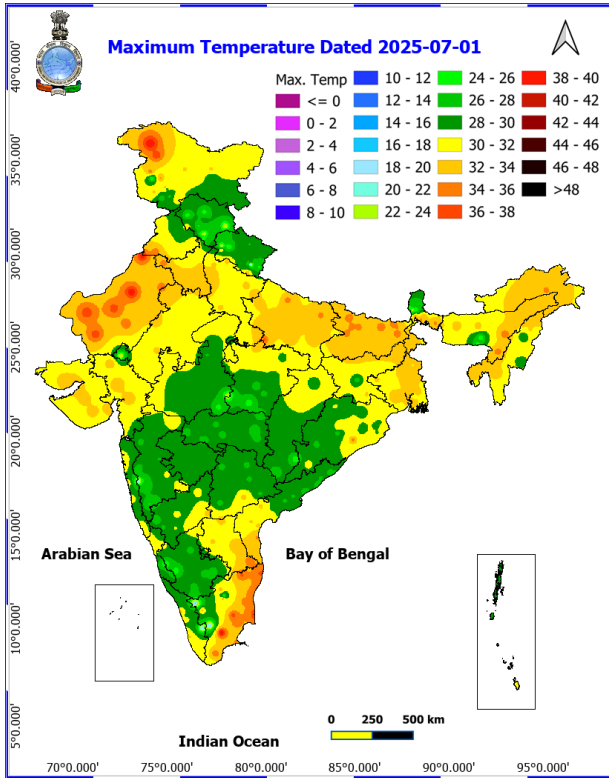 Maximum Temperature Dated 2025-07-01
Max. Temp
<= 0
0 - 2
2 - 4
4 - 6
6 - 8
8 - 10
10 - 12
12 - 14
14 - 16
16 - 18
18 - 20
20 - 22
22 - 24
24 - 26
26 - 28
28 - 30
30 - 32
32 - 34
34 - 36
36 - 38
38 - 40
40 - 42
42 - 44
44 - 46
46 - 48
>48
40°0.000'
35°0.000'
30°0.000'
25°0.000'
20°0.000'
15°0.000'
10°0.000'
5°0.000'
Arabian Sea
Bay of Bengal
Indian Ocean
0 250 500 km
70°0.000' 75°0.000' 80°0.000' 85°0.000' 90°0.000' 95°0.000'